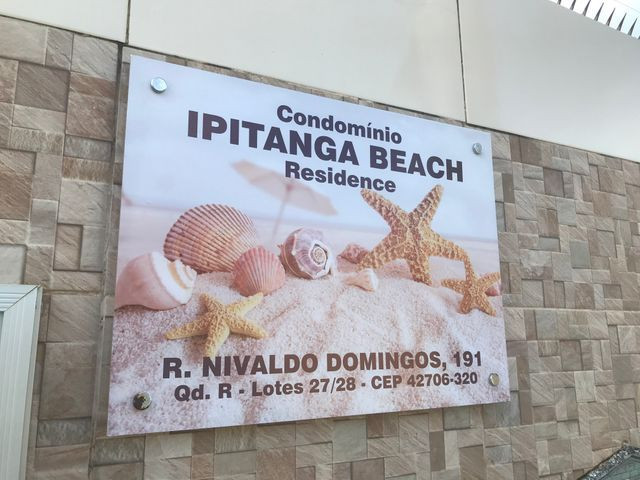 Condomínio
IPITANGA BEACH
Residence
R. NIVALDO DOMINGOS, 191
Qd. R - Lotes 27/28 - CEP 42706-320